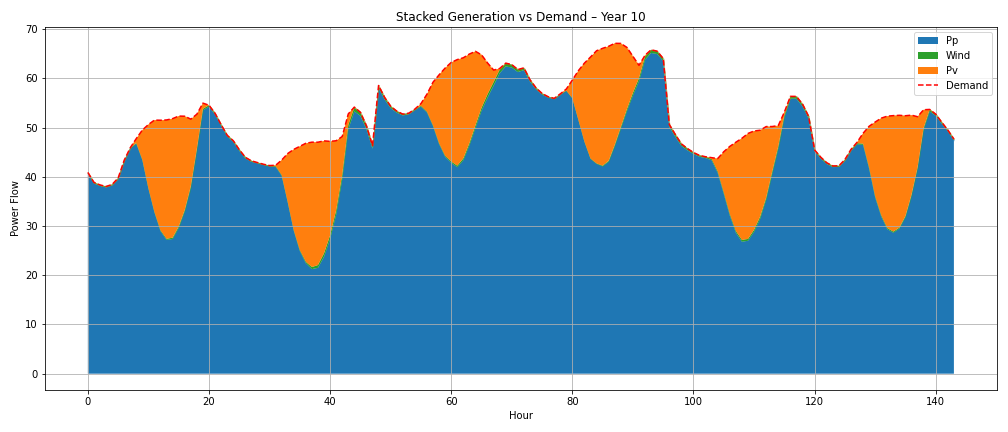 Stacked Generation vs Demand – Year 10
70
60
50
40
30
20
10
0
Power Flow
Pp
Wind
Pv
Demand
0 20 40 60 80 100 120 140
Hour